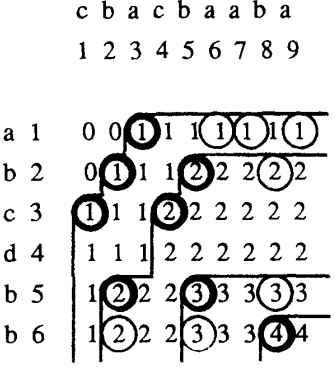 c b a c b a a b a
1 2 3 4 5 6 7 8 9
a 1 0 0 1 1 1 1 1 1 1
b 2 0 1 1 1 2 2 2 2 2
c 3 1 1 1 2 2 2 2 2 2
d 4 1 1 1 2 2 2 2 2 2
b 5 1 2 2 2 3 3 3 3 3
b 6 1 2 2 2 3 3 3 4 4